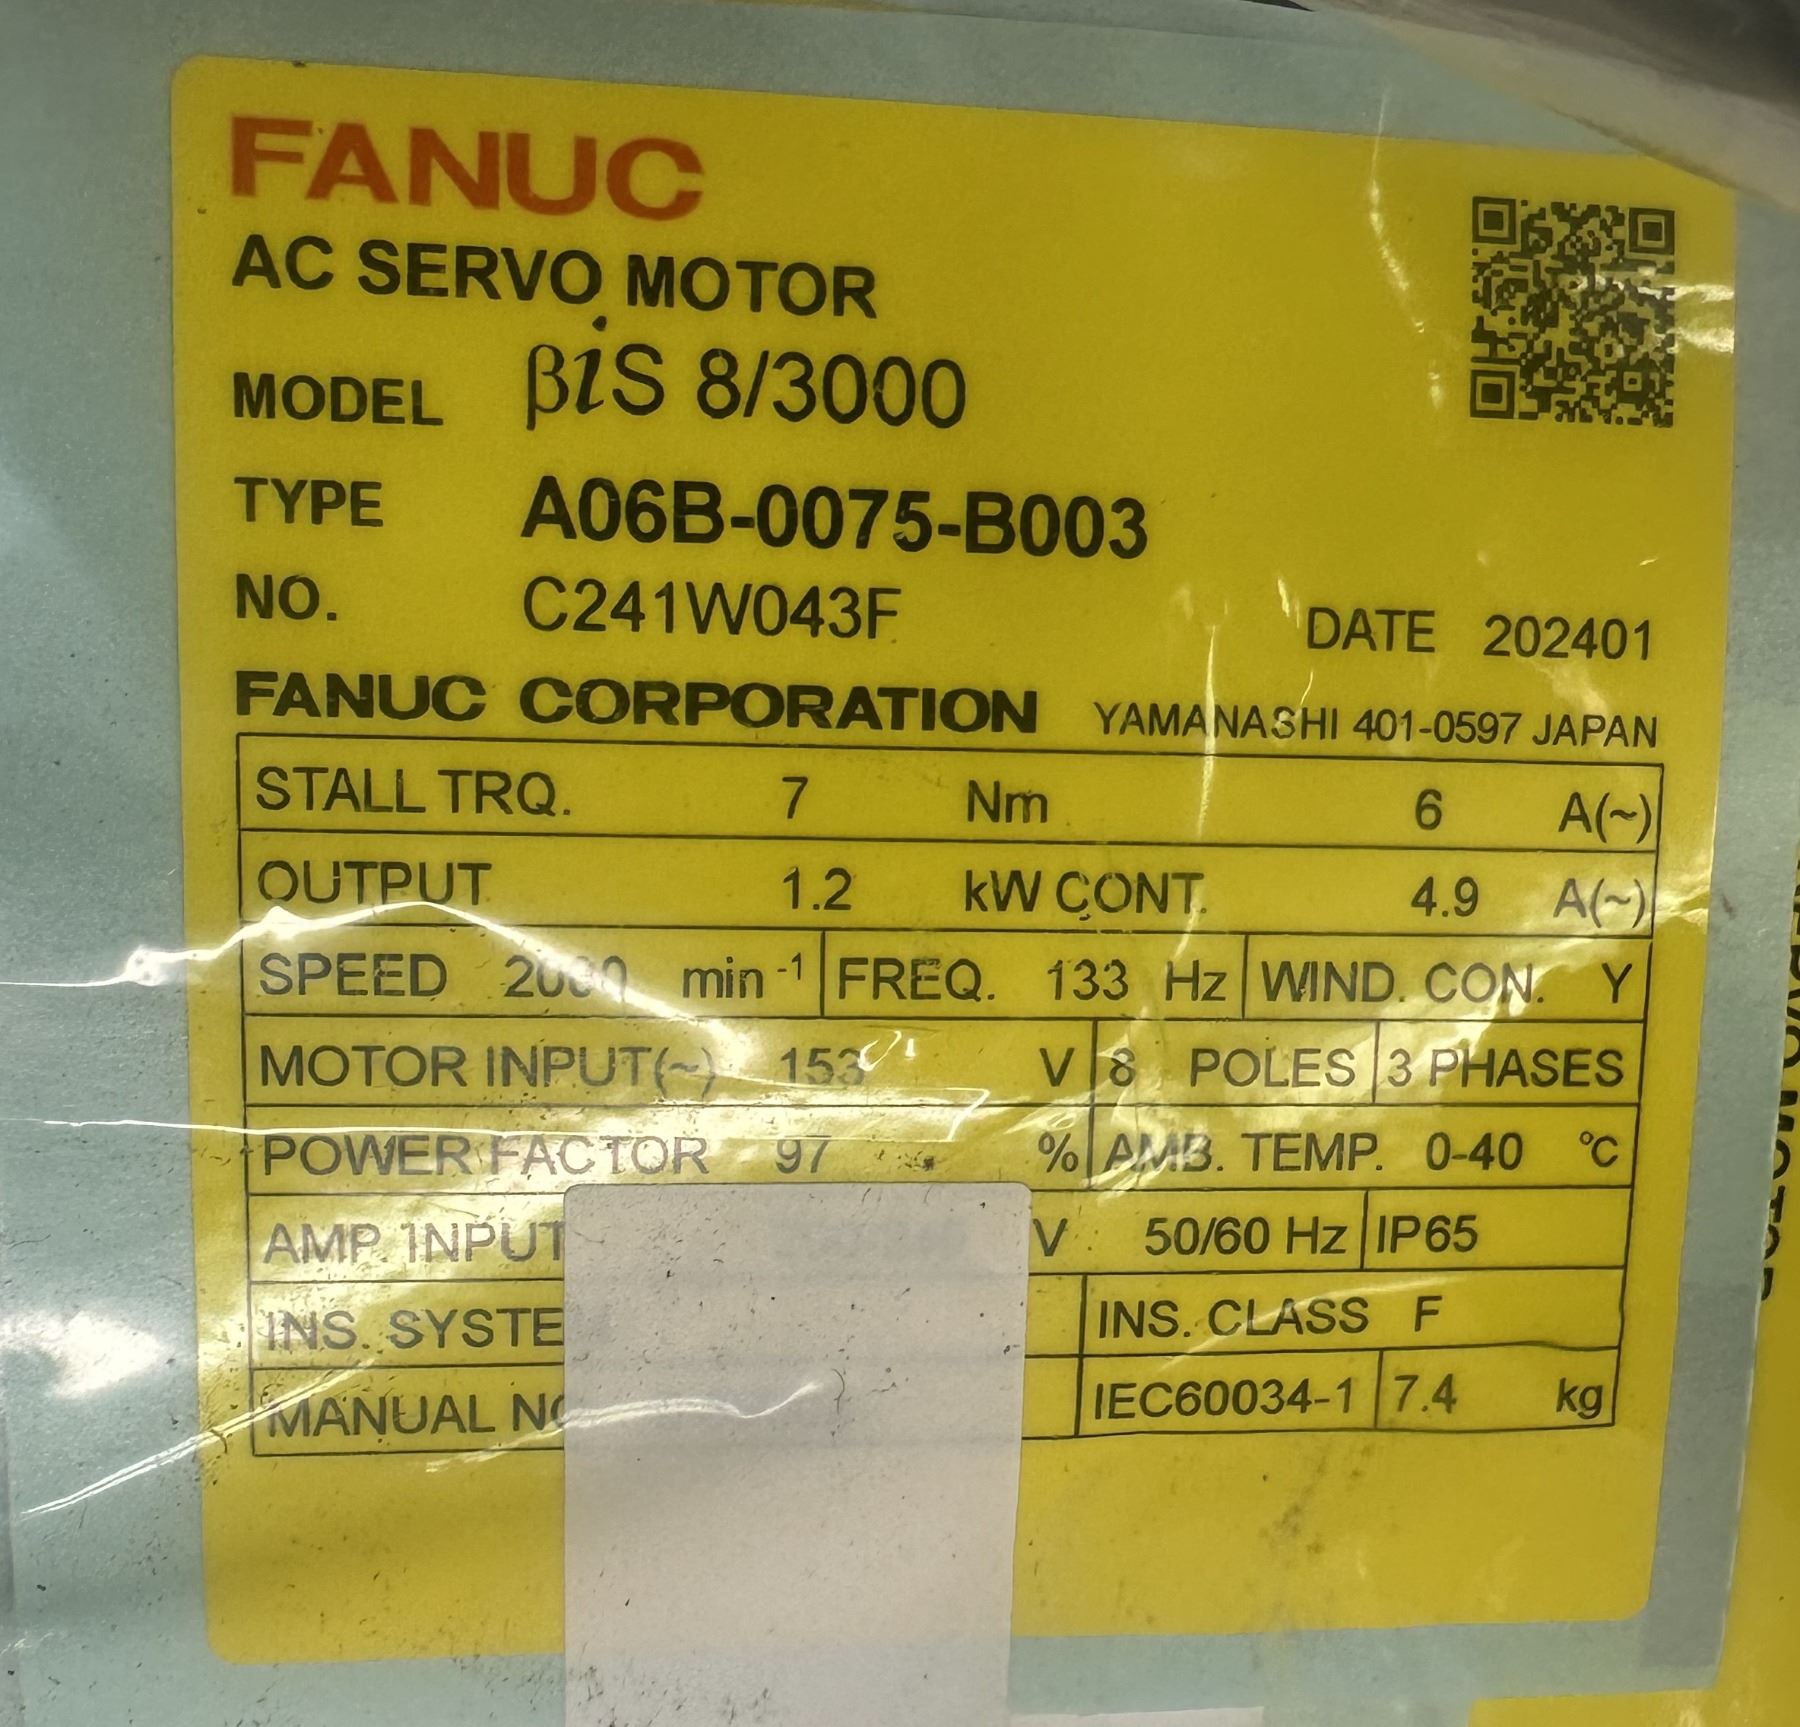 FANUC
AC SERVO MOTOR
MODEL βiS 8/3000
TYPE A06B-0075-B003
NO. C241W043F DATE 202401
FANUC CORPORATION YAMANASHI 401-0597 JAPAN
STALL TRQ. 7 Nm 6 A(~)
OUTPUT 1.2 kW CONT. 4.9 A(~)
SPEED 2000 min -1 FREQ. 133 Hz WIND. CON. Y
MOTOR INPUT(~) 153 V 8 POLES 3 PHASES
POWER FACTOR 97 % AMB. TEMP. 0-40 °C
AMP. INPUT V 50/60 Hz IP65
INS. SYSTE INS. CLASS F
MANUAL NO IEC60034-1 7.4 kg